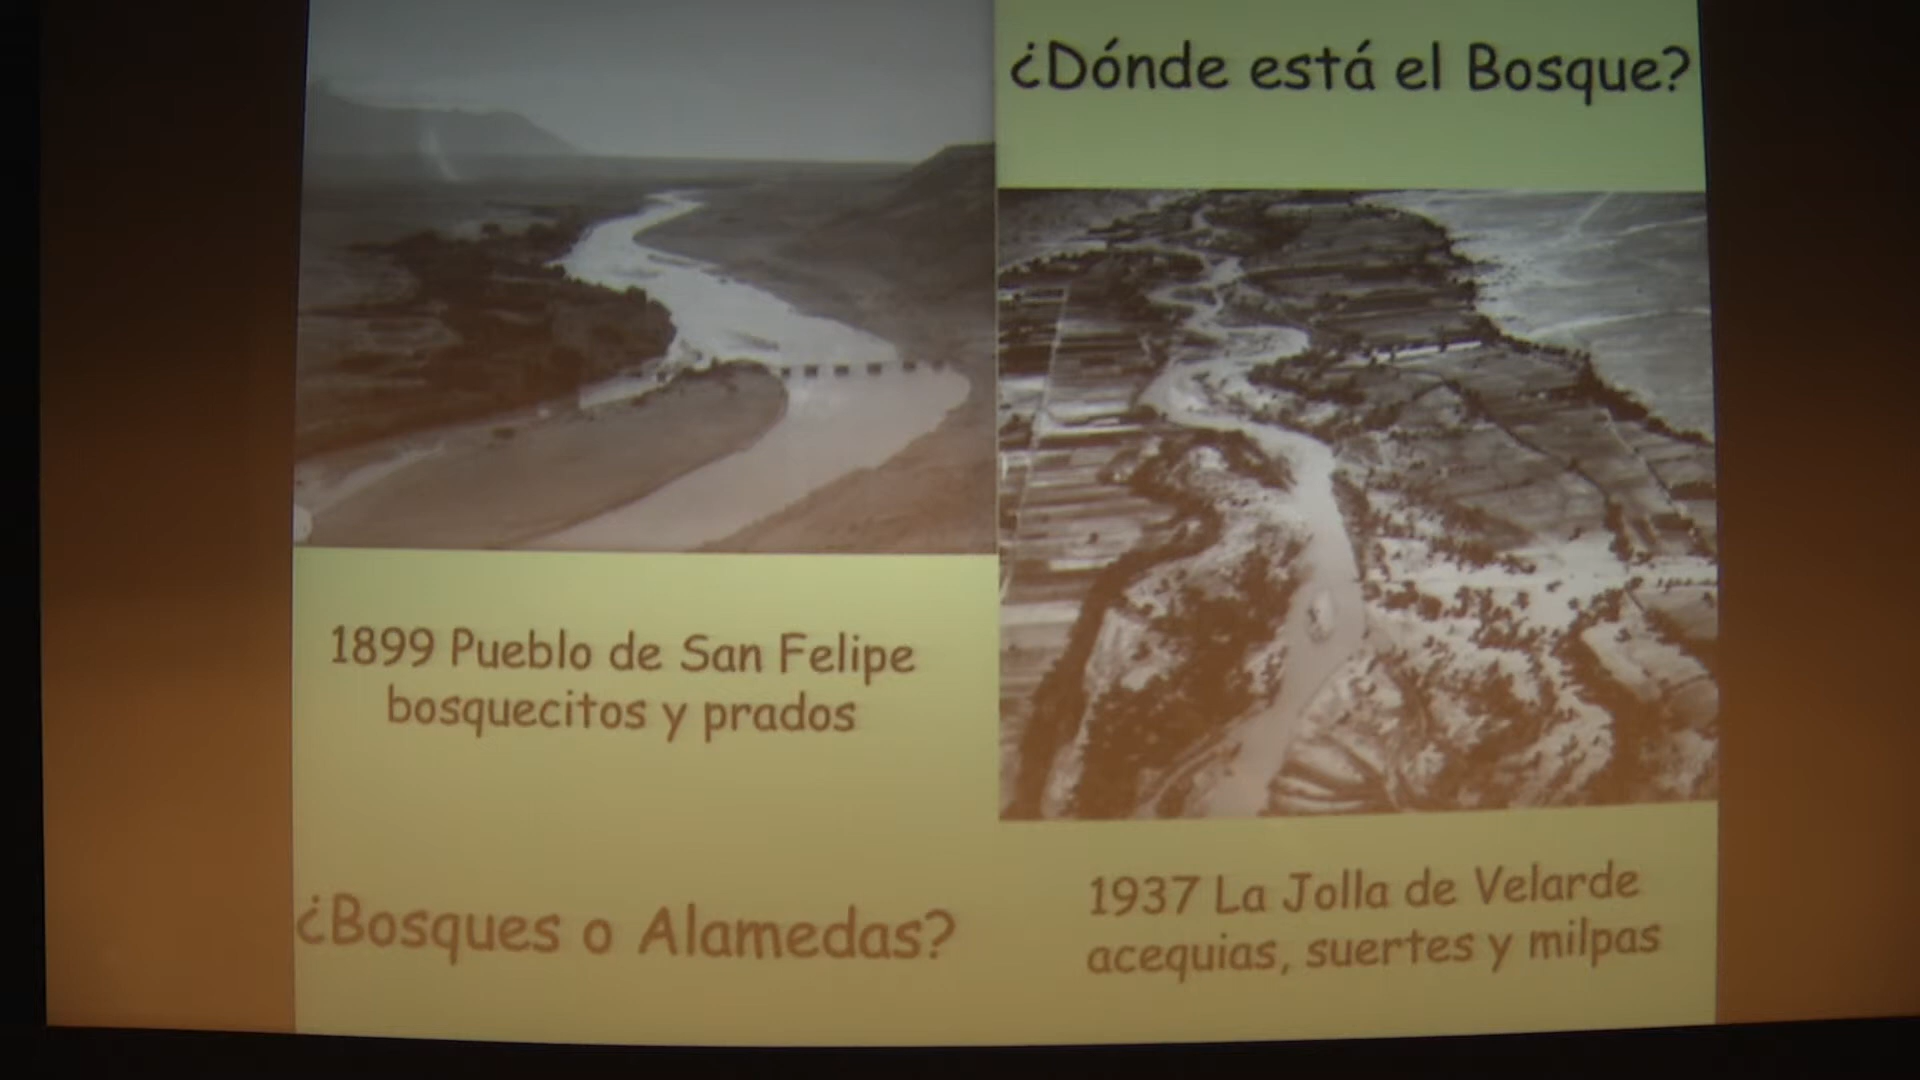 ¿Dónde está el Bosque?
1899 Pueblo de San Felipe
bosquecitos y prados
¿Bosques o Alamedas?
1937 La Jolla de Velarde
acequias, suertes y milpas